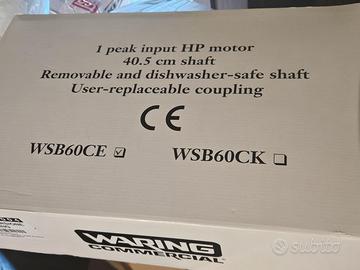 1 peak input HP motor
40.5 cm shaft
Removable and dishwasher-safe shaft
User-replaceable coupling
CE
WSB60CE ☑ WSB60CK ☐
WARING
COMMERCIAL
subito